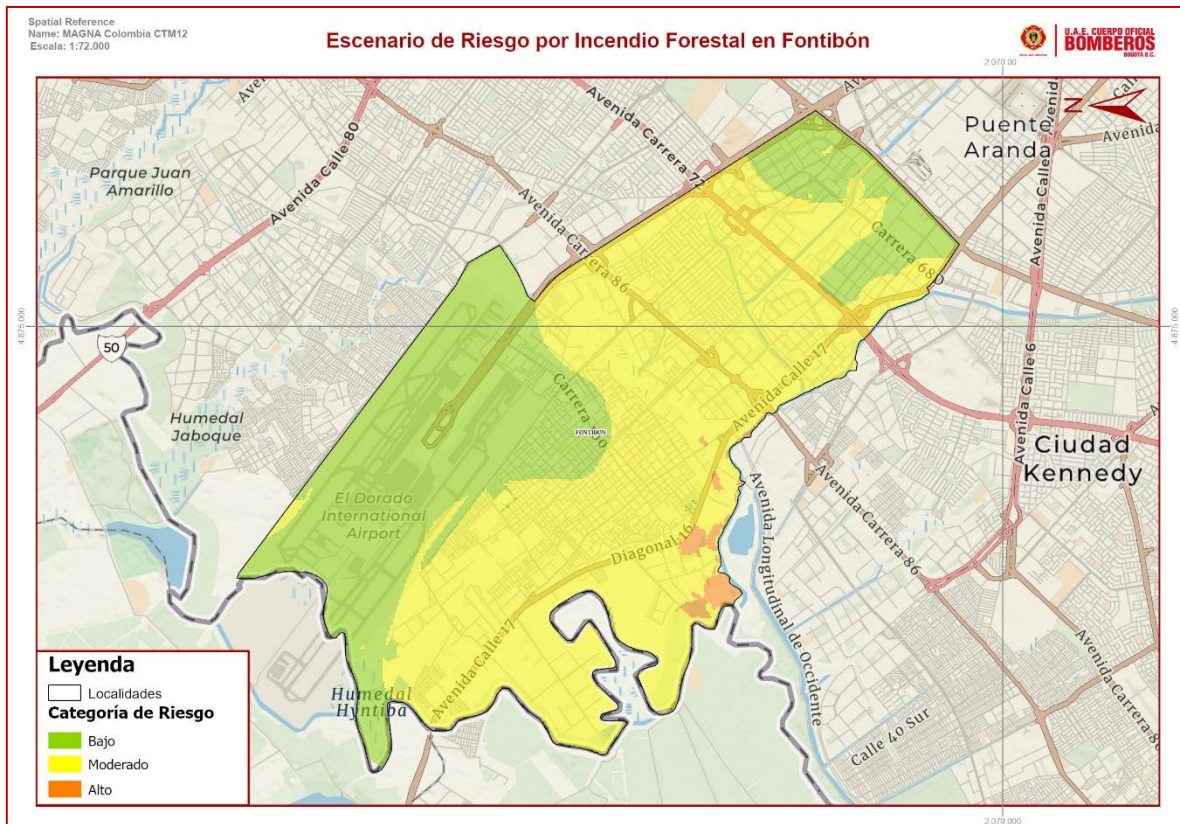 Spatial Reference
Name: MAGNA Colombia CTM12
Escala: 1:72.000
Escenario de Riesgo por Incendio Forestal en Fontibón
U.A.E. CUERPO OFICIAL
BOMBEROS
BOGOTÁ D.C.
2.070.00
N
Puente
Aranda
Avenida Carrera 72
Avenida Calle 80
Parque Juan
Amarillo
Avenida Carrera 86
Carrera 68D
Avenida Calle 6
4.875.000
4.875.000
50
Humedal
Jaboque
Carrera 100
FONTIBON
Avenida Calle 17
Ciudad
Kennedy
El Dorado
International
Airport
Diagonal 16
Avenida Carrera 86
Avenida Longitudinal de Occidente
Avenida Calle 17
Humedal
Hyntiba
Calle 40 Sur
Avenida Carrera 86
Leyenda
Localidades
Categoría de Riesgo
Bajo
Moderado
Alto
2.070.000